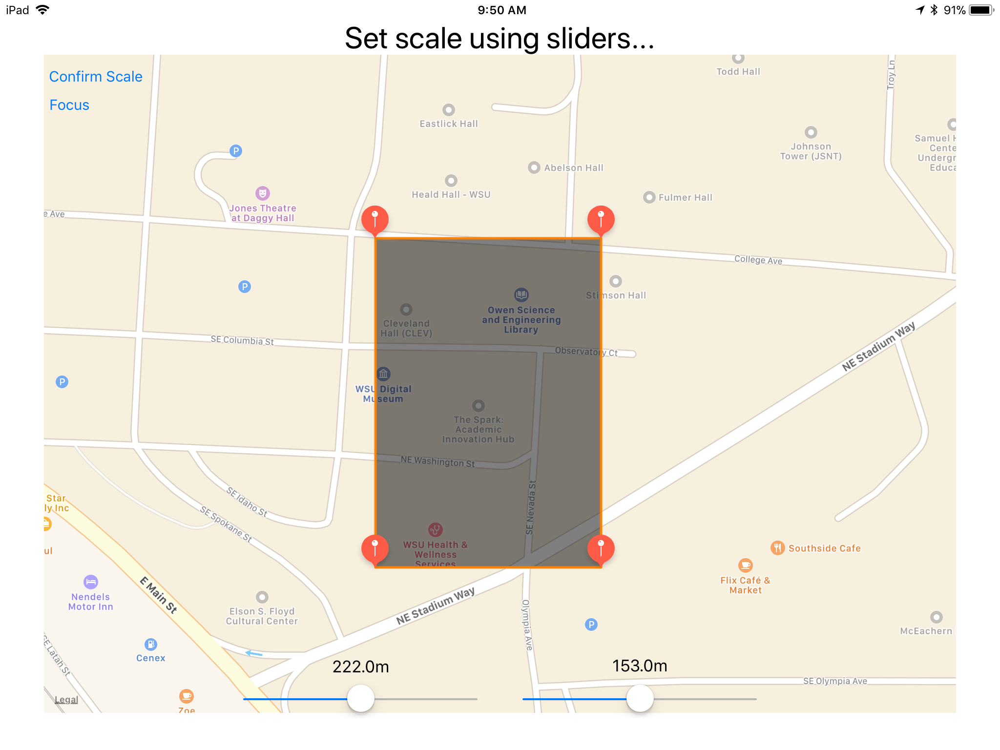 iPad
9:50 AM
91%
Set scale using sliders...
Confirm Scale
Focus
Todd Hall
Troy Ln
Eastlick Hall
Johnson
Tower (JSNT)
Samuel H
Cente
Undergr
Educa
P
Abelson Hall
Heald Hall - WSU
Fulmer Hall
Jones Theatre
at Daggy Hall
e Ave
College Ave
P
Stimson Hall
Owen Science
and Engineering
Library
Cleveland
Hall (CLEV)
SE Columbia St
Observatory Ct
NE Stadium Way
P
WSU Digital
Museum
The Spark:
Academic
Innovation Hub
NE Washington St
SE Idaho St
SE Spokane St
SE Nevada St
Star
ly Inc
ul
WSU Health &
Wellness
Services
Southside Cafe
Flix Café &
Market
Nendels
Motor Inn
E Main St
Elson S. Floyd
Cultural Center
NE Stadium Way
Olympia Ave
P
McEachern
SE Latah St
Cenex
222.0m
153.0m
SE Olympia Ave
Legal
Zoe